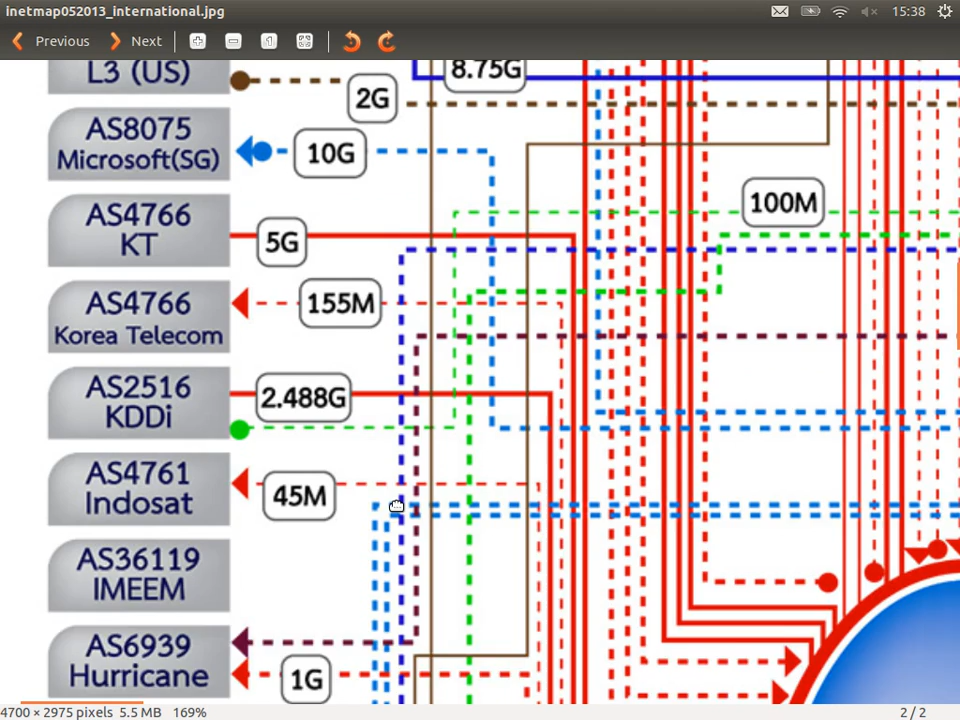 inetmap052013_international.jpg
15:38
Previous
Next
L3 (US)
8.75G
2G
AS8075
Microsoft(SG)
10G
AS4766
KT
5G
100M
AS4766
Korea Telecom
155M
AS2516
KDDi
2.488G
AS4761
Indosat
45M
AS36119
IMEEM
AS6939
Hurricane
1G
4700 × 2975 pixels 5.5 MB 169%
2 / 2